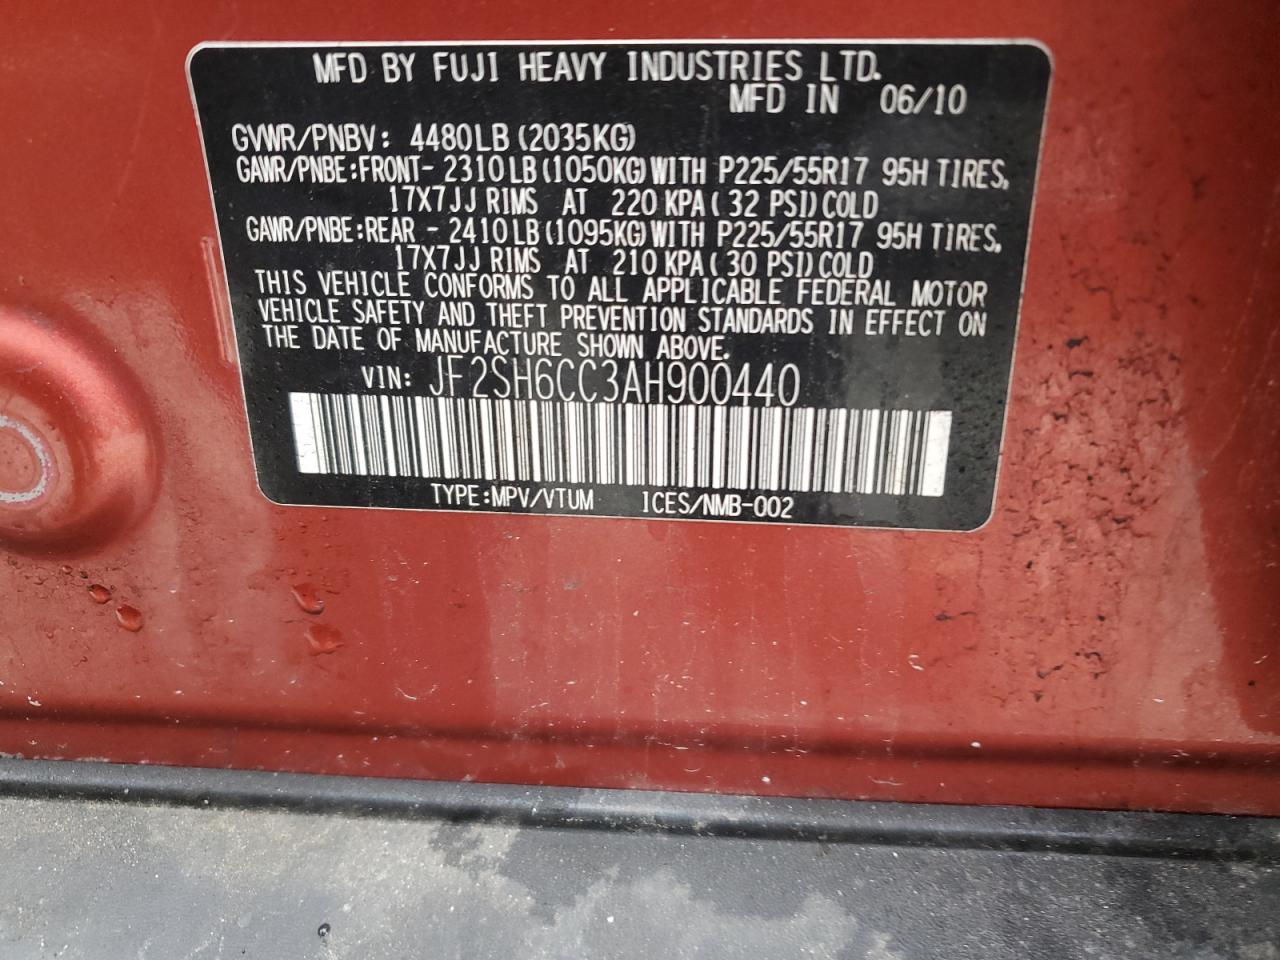 MFD BY FUJI HEAVY INDUSTRIES LTD.
MFD IN 06/10
GVWR/PNBV: 4480LB (2035KG)
GAWR/PNBE:FRONT- 2310LB(1050KG)WITH P225/55R17 95H TIRES,
17X7JJ RIMS AT 220 KPA( 32 PSI)COLD
GAWR/PNBE:REAR - 2410LB(1095KG)WITH P225/55R17 95H TIRES,
17X7JJ RIMS AT 210 KPA( 30 PSI)COLD
THIS VEHICLE CONFORMS TO ALL APPLICABLE FEDERAL MOTOR
VEHICLE SAFETY AND THEFT PREVENTION STANDARDS IN EFFECT ON
THE DATE OF MANUFACTURE SHOWN ABOVE.
VIN: JF2SH6CC3AH900440
TYPE:MPV/VTUM ICES/NMB-002